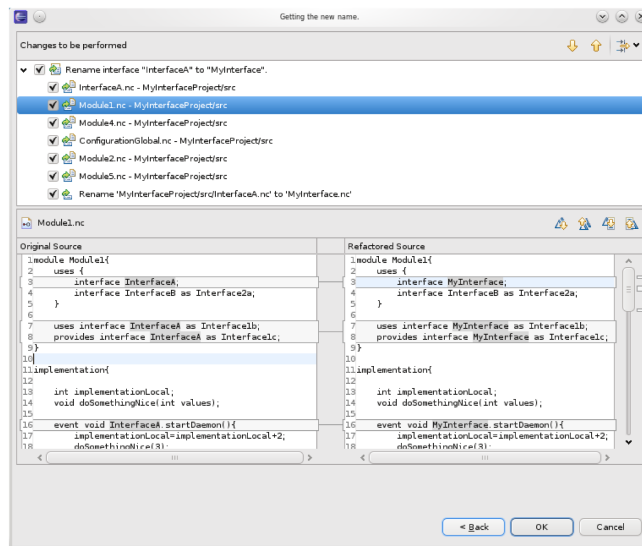 Getting the new name.
Changes to be performed
Rename interface "InterfaceA" to "MyInterface".
InterfaceA.nc - MyInterfaceProject/src
Module1.nc - MyInterfaceProject/src
Module4.nc - MyInterfaceProject/src
ConfigurationGlobal.nc - MyInterfaceProject/src
Module2.nc - MyInterfaceProject/src
Module5.nc - MyInterfaceProject/src
Rename 'MyInterfaceProject/src/InterfaceA.nc' to 'MyInterface.nc'
Module1.nc
Original Source
1module Module1{
2    uses {
3        interface InterfaceA;
4        interface InterfaceB as Interface2a;
5    }
6
7    uses interface InterfaceA as Interface1b;
8    provides interface InterfaceA as Interface1c;
9}
10
11implementation{
12
13    int implementationLocal;
14    void doSomethingNice(int values);
15
16    event void InterfaceA.startDaemon(){
17        implementationLocal=implementationLocal+2;
18        doSomethingNice(3);
Refactored Source
1module Module1{
2    uses {
3        interface MyInterface;
4        interface InterfaceB as Interface2a;
5    }
6
7    uses interface MyInterface as Interface1b;
8    provides interface MyInterface as Interface1c;
9}
10
11implementation{
12
13    int implementationLocal;
14    void doSomethingNice(int values);
15
16    event void MyInterface.startDaemon(){
17        implementationLocal=implementationLocal+2;
18        doSomethingNice(3);
< Back
OK
Cancel